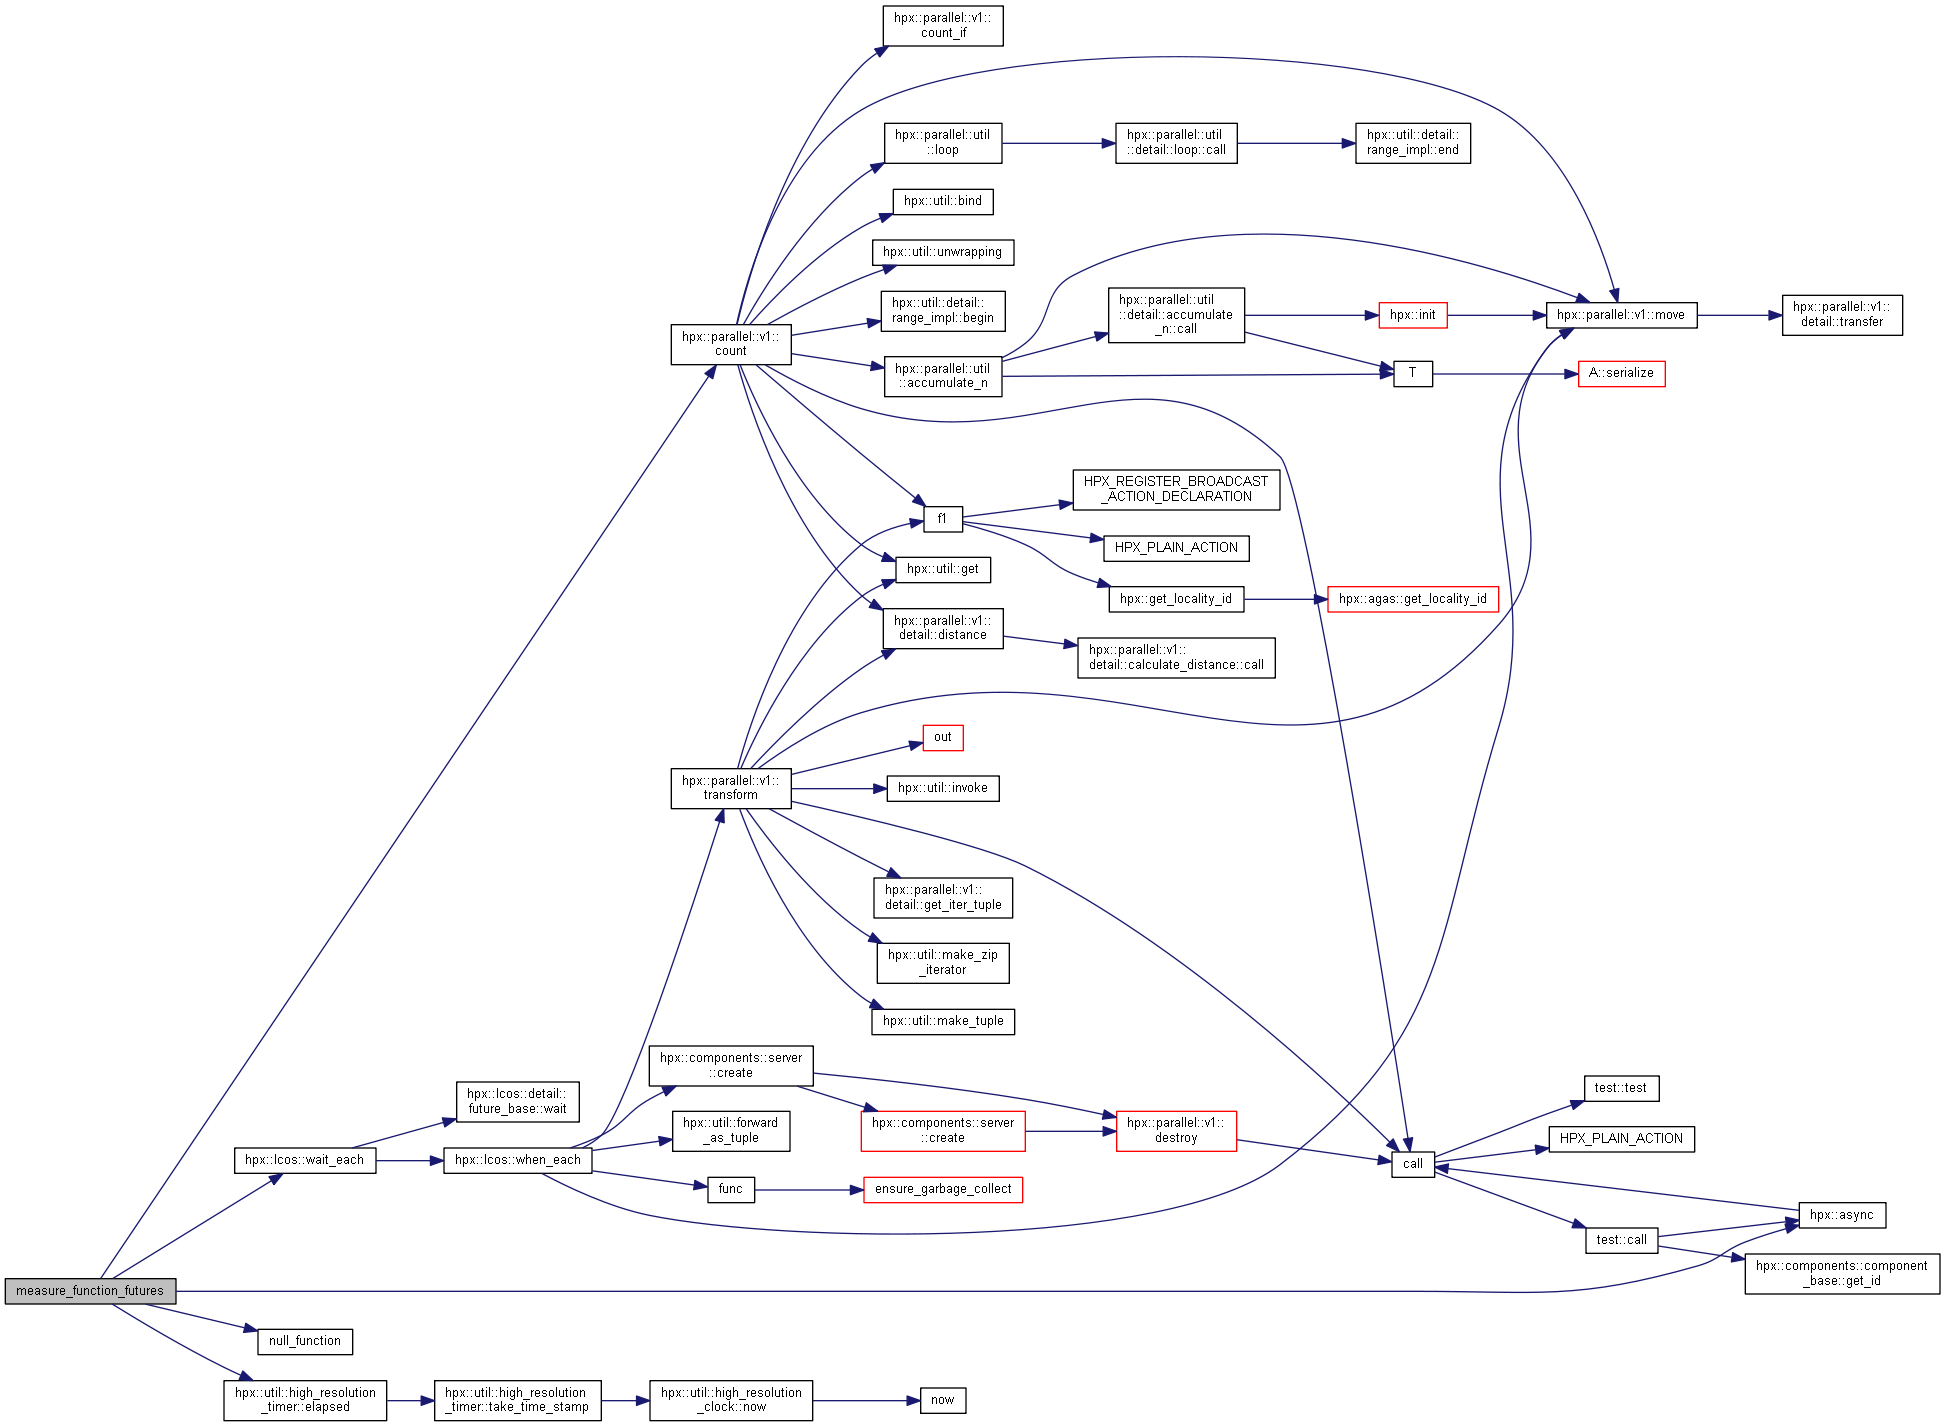 hpx::parallel::v1::
count_if
hpx::parallel::util
::loop
hpx::parallel::util
::detail::loop::call
hpx::util::detail::
range_impl::end
hpx::util::bind
hpx::util::unwrapping
hpx::util::detail::
range_impl::begin
hpx::parallel::util
::detail::accumulate
_n::call
hpx::init
hpx::parallel::v1::move
hpx::parallel::v1::
detail::transfer
hpx::parallel::v1::
count
hpx::parallel::util
::accumulate_n
T
A::serialize
HPX_REGISTER_BROADCAST
_ACTION_DECLARATION
f1
HPX_PLAIN_ACTION
hpx::util::get
hpx::get_locality_id
hpx::agas::get_locality_id
hpx::parallel::v1::
detail::distance
hpx::parallel::v1::
detail::calculate_distance::call
out
hpx::parallel::v1::
transform
hpx::util::invoke
hpx::parallel::v1::
detail::get_iter_tuple
hpx::util::make_zip
_iterator
hpx::util::make_tuple
hpx::components::server
::create
hpx::lcos::detail::
future_base::wait
hpx::util::forward
_as_tuple
hpx::components::server
::create
hpx::parallel::v1::
destroy
test::test
HPX_PLAIN_ACTION
hpx::lcos::wait_each
hpx::lcos::when_each
call
func
ensure_garbage_collect
hpx::async
test::call
hpx::components::component
_base::get_id
measure_function_futures
null_function
hpx::util::high_resolution
_timer::elapsed
hpx::util::high_resolution
_timer::take_time_stamp
hpx::util::high_resolution
_clock::now
now